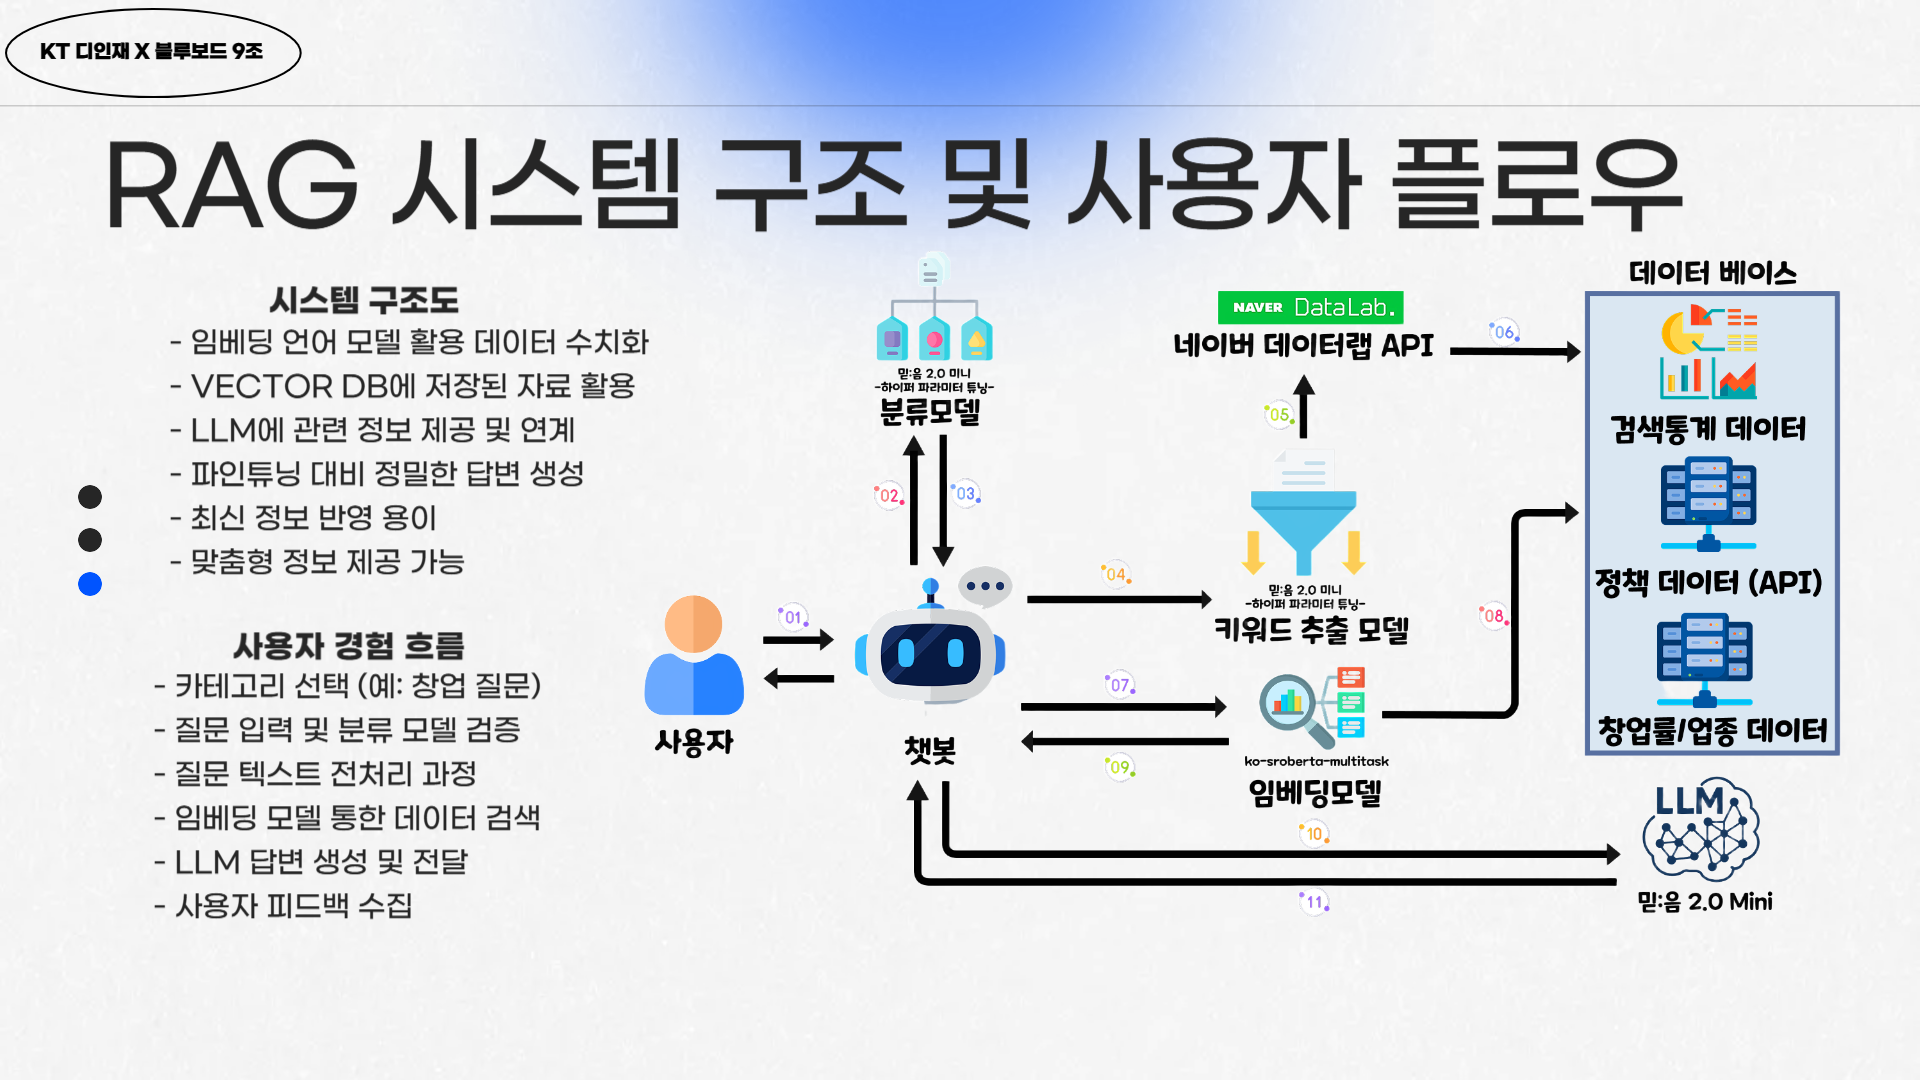 KT 디인재 X 블루보드 9조
RAG 시스템 구조 및 사용자 플로우
시스템 구조도
- 임베딩 언어 모델 활용 데이터 수치화
- VECTOR DB에 저장된 자료 활용
- LLM에 관련 정보 제공 및 연계
- 파인튜닝 대비 정밀한 답변 생성
- 최신 정보 반영 용이
- 맞춤형 정보 제공 가능
사용자 경험 흐름
- 카테고리 선택 (예: 창업 질문)
- 질문 입력 및 분류 모델 검증
- 질문 텍스트 전처리 과정
- 임베딩 모델 통한 데이터 검색
- LLM 답변 생성 및 전달
- 사용자 피드백 수집
사용자
01
믿:음 2.0 미니
-하이퍼 파라미터 튜닝-
분류모델
02
03
챗봇
04
믿:음 2.0 미니
-하이퍼 파라미터 튜닝-
키워드 추출 모델
05
NAVER DataLab.
네이버 데이터랩 API
06
07
ko-sroberta-multitask
임베딩모델
08
09
10
11
데이터 베이스
검색통계 데이터
정책 데이터 (API)
창업률/업종 데이터
LLM
믿:음 2.0 Mini